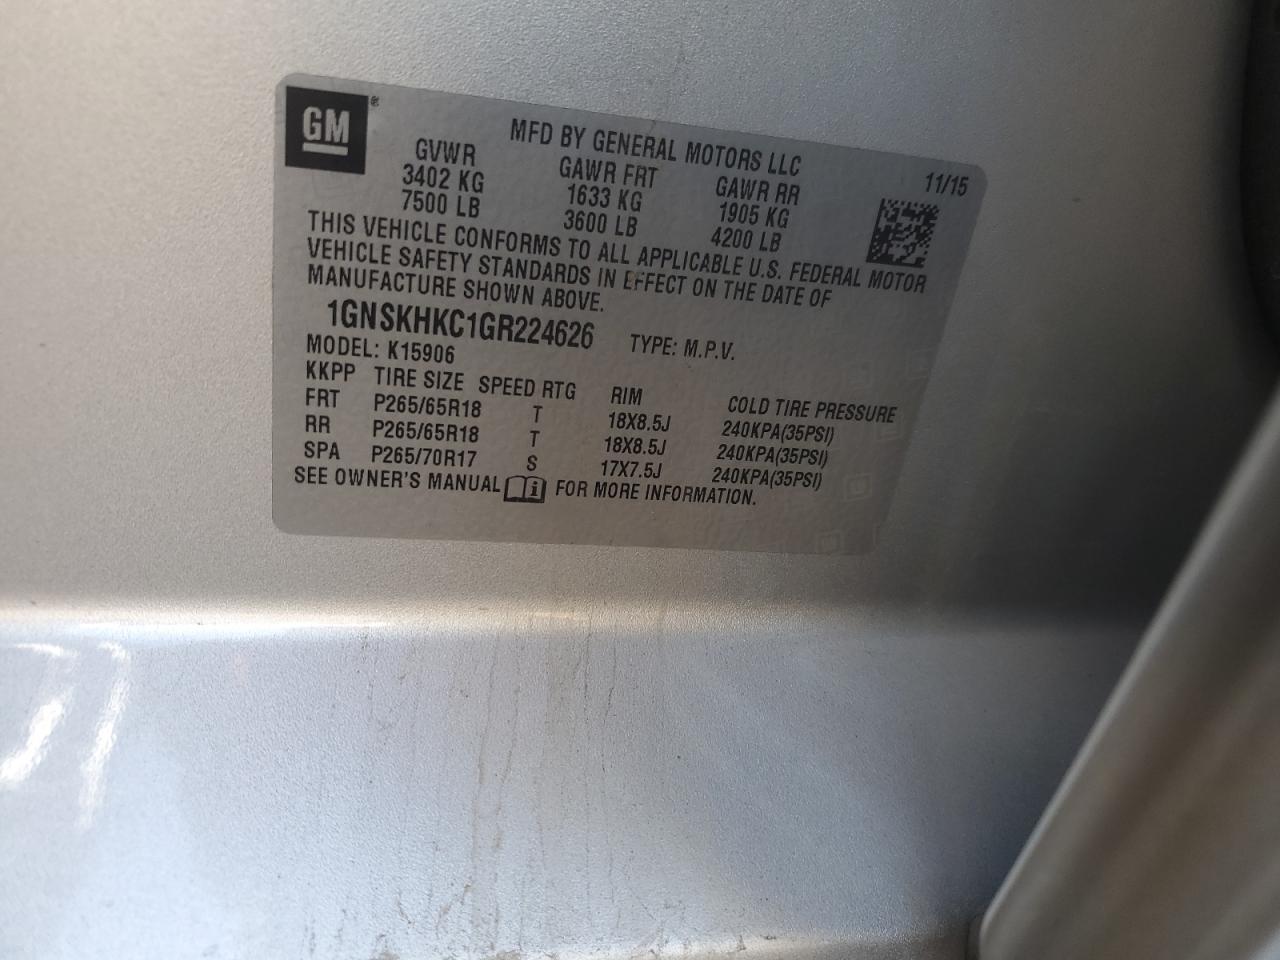 GM®
MFD BY GENERAL MOTORS LLC
11/15
GVWR GAWR FRT GAWR RR
3402 KG 1633 KG 1905 KG
7500 LB 3600 LB 4200 LB
THIS VEHICLE CONFORMS TO ALL APPLICABLE U.S. FEDERAL MOTOR
VEHICLE SAFETY STANDARDS IN EFFECT ON THE DATE OF
MANUFACTURE SHOWN ABOVE.
1GNSKHKC1GR224626 TYPE: M.P.V.
MODEL: K15906
KKPP TIRE SIZE SPEED RTG RIM COLD TIRE PRESSURE
FRT P265/65R18 T 18X8.5J 240KPA(35PSI)
RR P265/65R18 T 18X8.5J 240KPA(35PSI)
SPA P265/70R17 S 17X7.5J 240KPA(35PSI)
SEE OWNER'S MANUAL i FOR MORE INFORMATION.